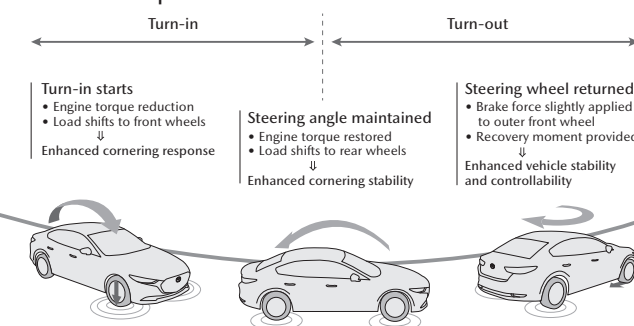 Turn-in
Turn-out
Turn-in starts
• Engine torque reduction
• Load shifts to front wheels
⇓
Enhanced cornering response
Steering angle maintained
• Engine torque restored
• Load shifts to rear wheels
⇓
Enhanced cornering stability
Steering wheel returned
• Brake force slightly applied
to outer front wheel
• Recovery moment provided
⇓
Enhanced vehicle stability
and controllability